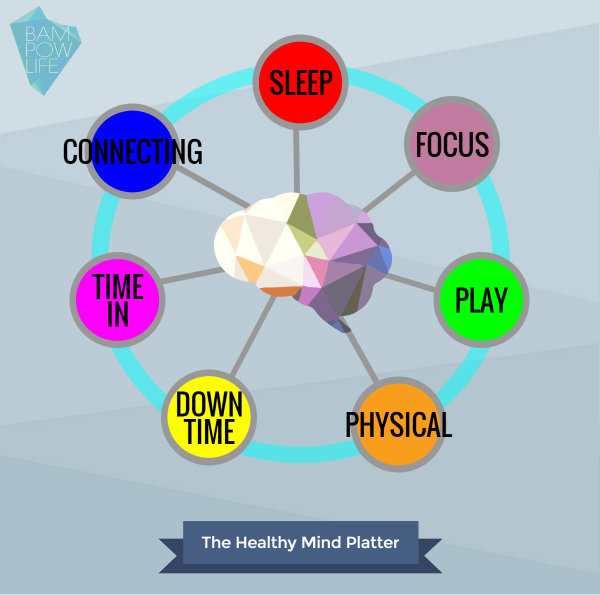 BAM
POW
LIFE
SLEEP
FOCUS
CONNECTING
PLAY
TIME
IN
DOWN
TIME
PHYSICAL
The Healthy Mind Platter